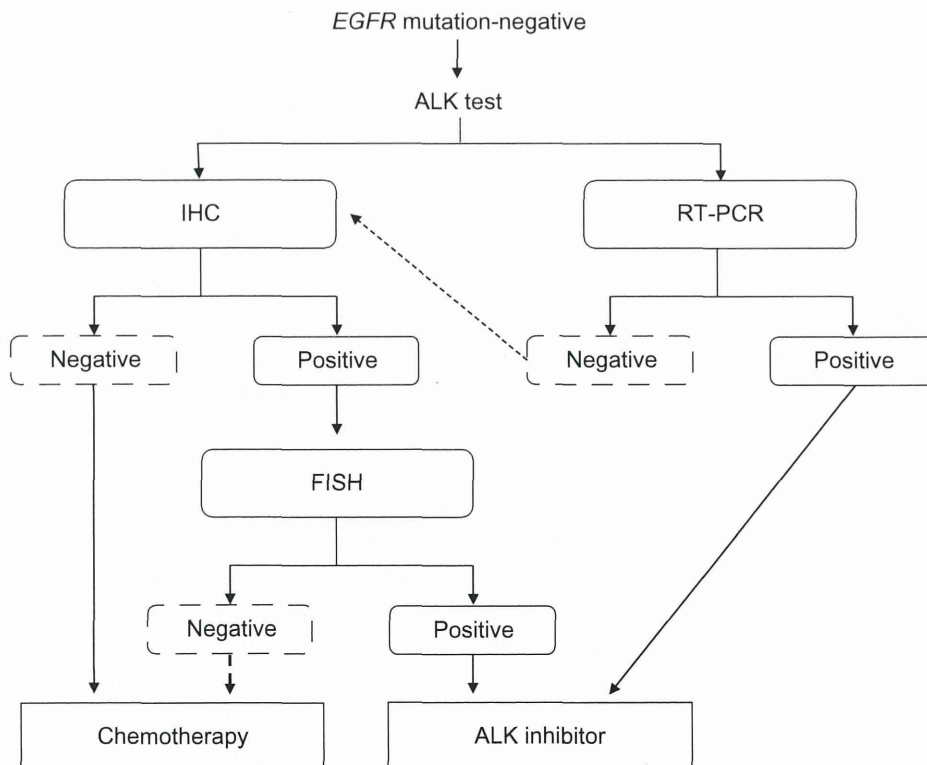 EGFR mutation-negative
ALK test
IHC
RT-PCR
Negative
Positive
Negative
Positive
FISH
Negative
Positive
Chemotherapy
ALK inhibitor